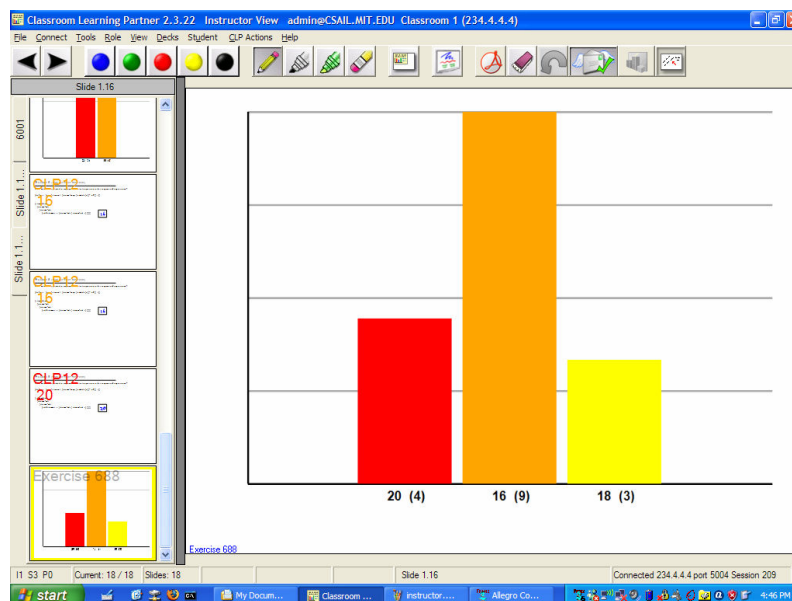 Classroom Learning Partner 2.3.22 Instructor View admin@CSAIL.MIT.EDU Classroom 1 (234.4.4.4)
File Connect Tools Role View Decks Student CLP Actions Help
Slide 1.16
6001
Slide 1.1...
Slide 1.1...
CLP12
16
CLP12
16
CLP12
20
Exercise 688
20 (4) 16 (9) 18 (3)
Exercise 688
I1 S3 P0 Current: 18 / 18 Slides: 18 Slide 1.16 Connected 234.4.4.4 port 5004 Session 209
start My Docum... Classroom ... instructor.... Allegro Co... 4:46 PM